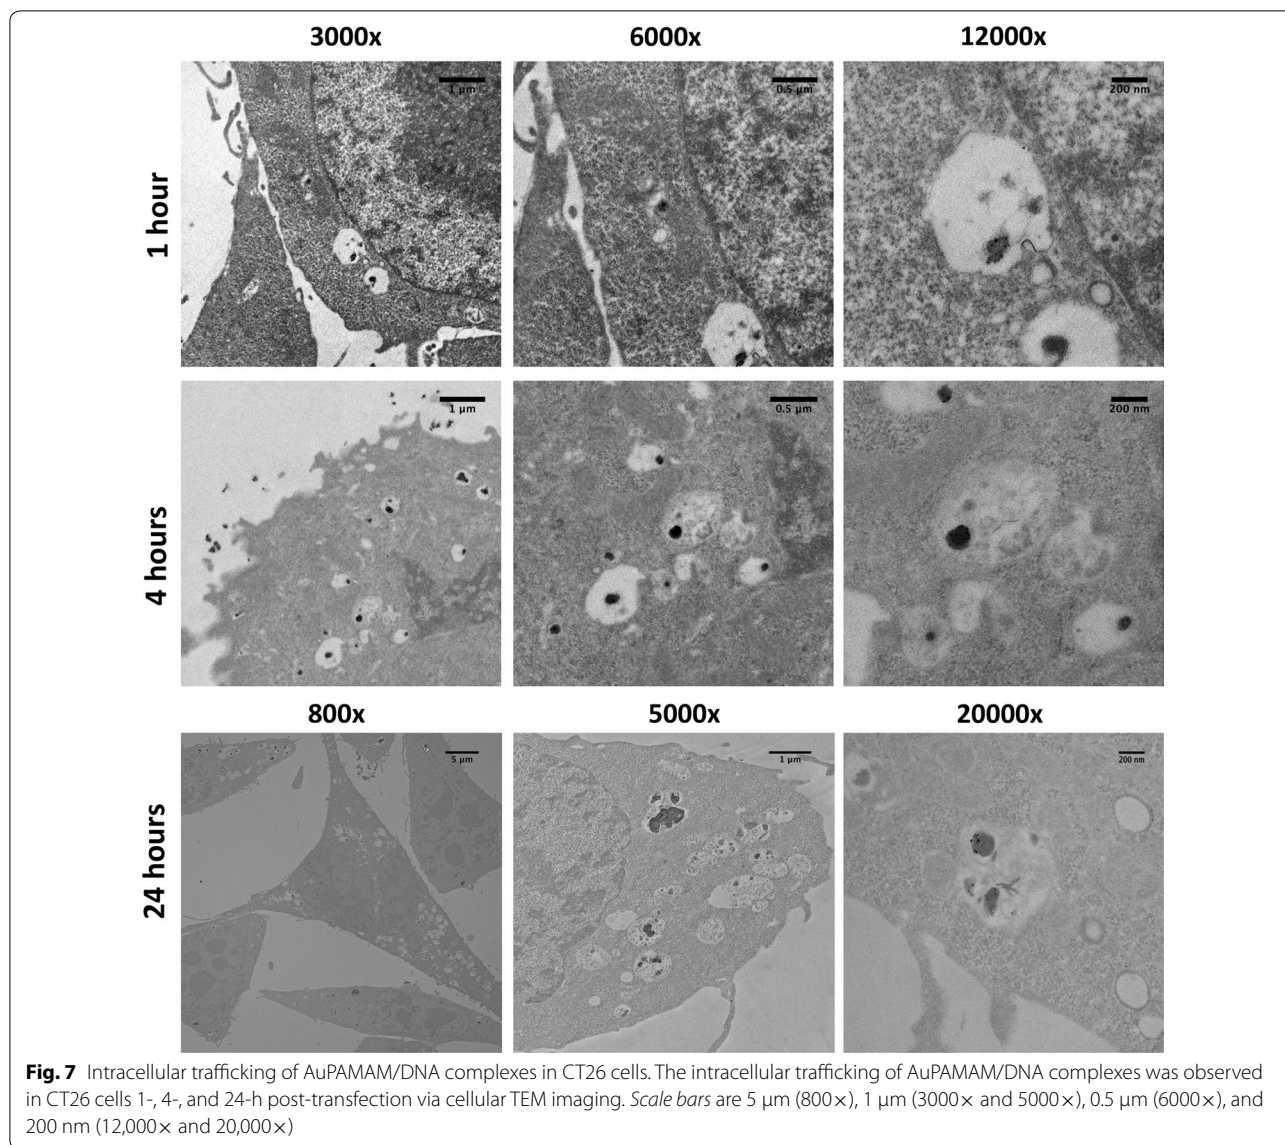 3000x 6000x 12000x
1 hour
1 µm 0.5 µm 200 nm
4 hours
1 µm 0.5 µm 200 nm
800x 5000x 20000x
24 hours
5 µm 1 µm 200 nm
Fig. 7 Intracellular trafficking of AuPAMAM/DNA complexes in CT26 cells. The intracellular trafficking of AuPAMAM/DNA complexes was observed
in CT26 cells 1-, 4-, and 24-h post-transfection via cellular TEM imaging. Scale bars are 5 µm (800×), 1 µm (3000× and 5000×), 0.5 µm (6000×), and
200 nm (12,000× and 20,000×)